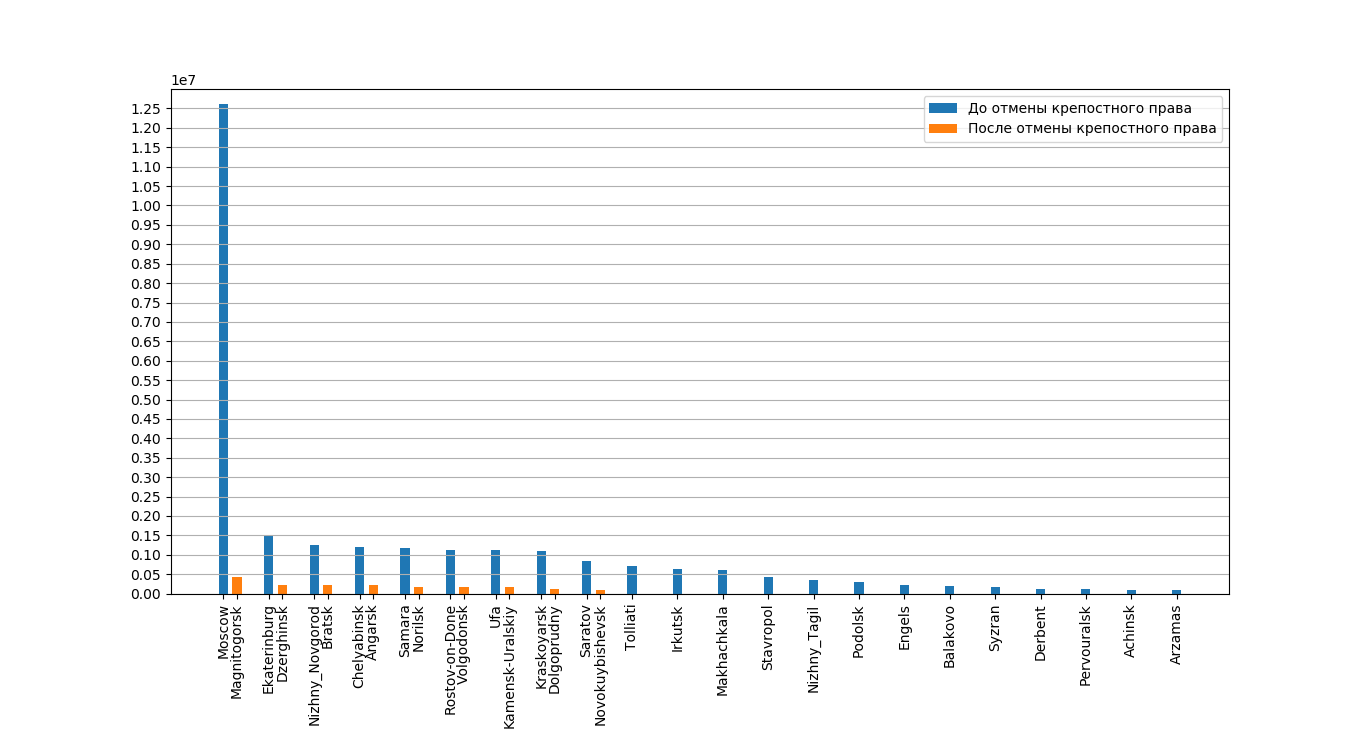 1e7
1.25
1.20
1.15
1.10
1.05
1.00
0.95
0.90
0.85
0.80
0.75
0.70
0.65
0.60
0.55
0.50
0.45
0.40
0.35
0.30
0.25
0.20
0.15
0.10
0.05
0.00
До отмены крепостного права
После отмены крепостного права
Moscow
Magnitogorsk
Ekaterinburg
Dzerghinsk
Nizhny_Novgorod
Bratsk
Chelyabinsk
Angarsk
Samara
Norilsk
Rostov-on-Done
Volgodonsk
Ufa
Kamensk-Uralskiy
Kraskoyarsk
Dolgoprudny
Saratov
Novokuybishevsk
Tolliati
Irkutsk
Makhachkala
Stavropol
Nizhny_Tagil
Podolsk
Engels
Balakovo
Syzran
Derbent
Pervouralsk
Achinsk
Arzamas